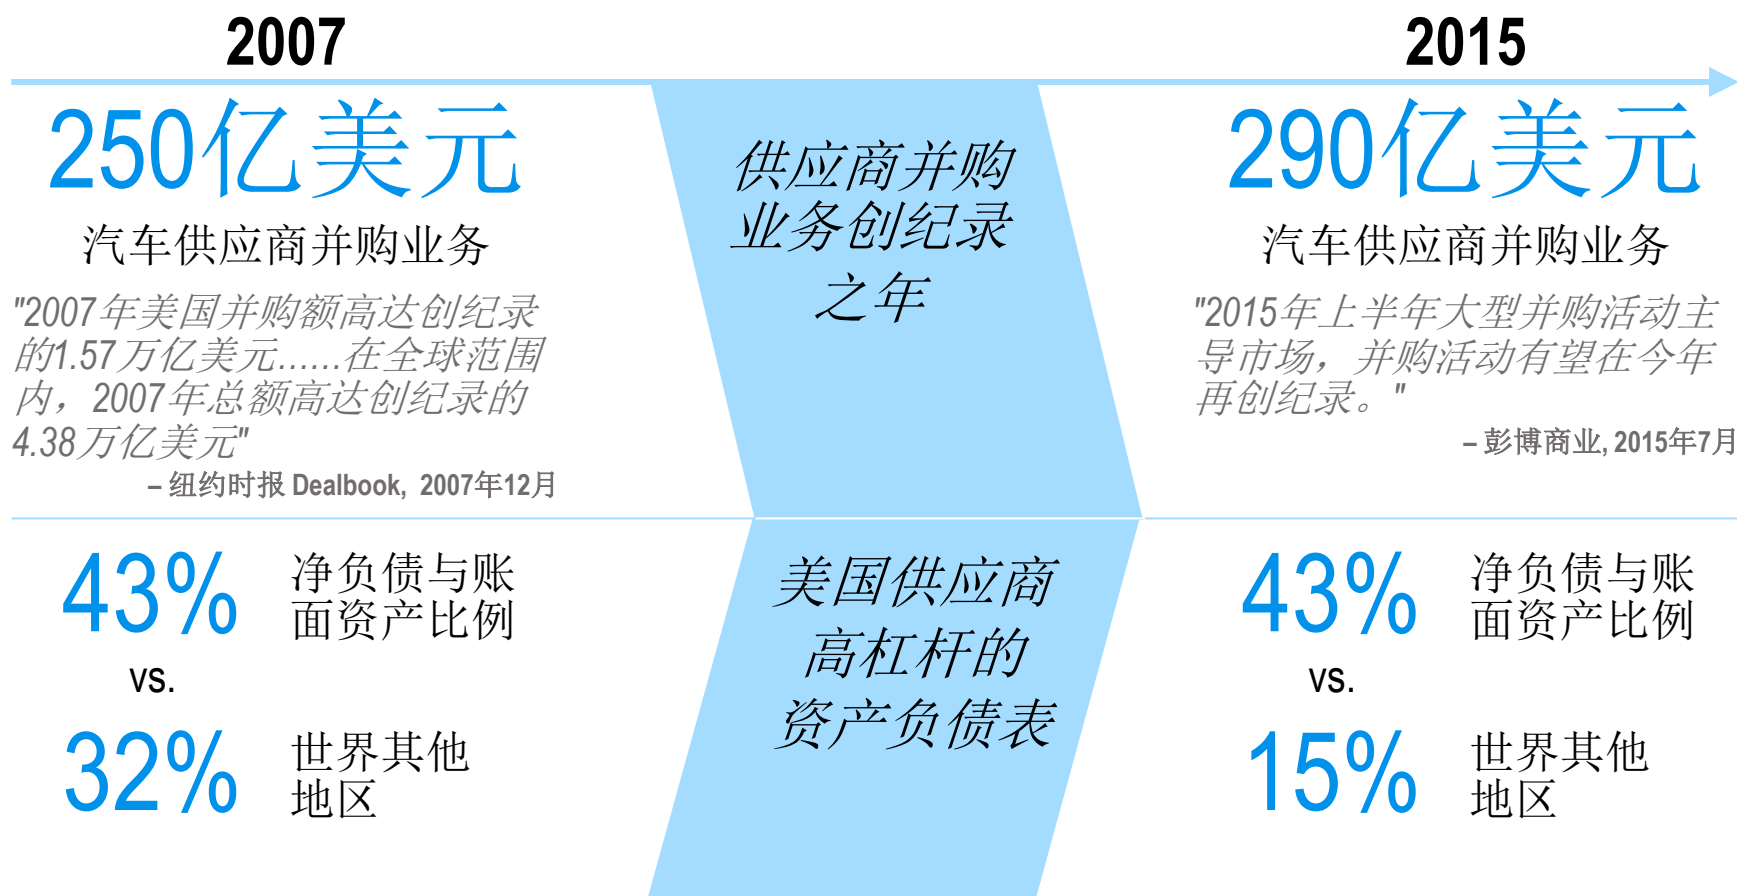 2007
250亿美元
汽车供应商并购业务
"2007年美国并购额高达创纪录
的1.57万亿美元......在全球范围
内，2007年总额高达创纪录的
4.38万亿美元"
– 纽约时报 Dealbook, 2007年12月
供应商并购
业务创纪录
之年
2015
290亿美元
汽车供应商并购业务
"2015年上半年大型并购活动主
导市场，并购活动有望在今年
再创纪录。"
– 彭博商业, 2015年7月
43%
净负债与账
面资产比例
vs.
32%
世界其他
地区
美国供应商
高杠杆的
资产负债表
43%
净负债与账
面资产比例
vs.
15%
世界其他
地区